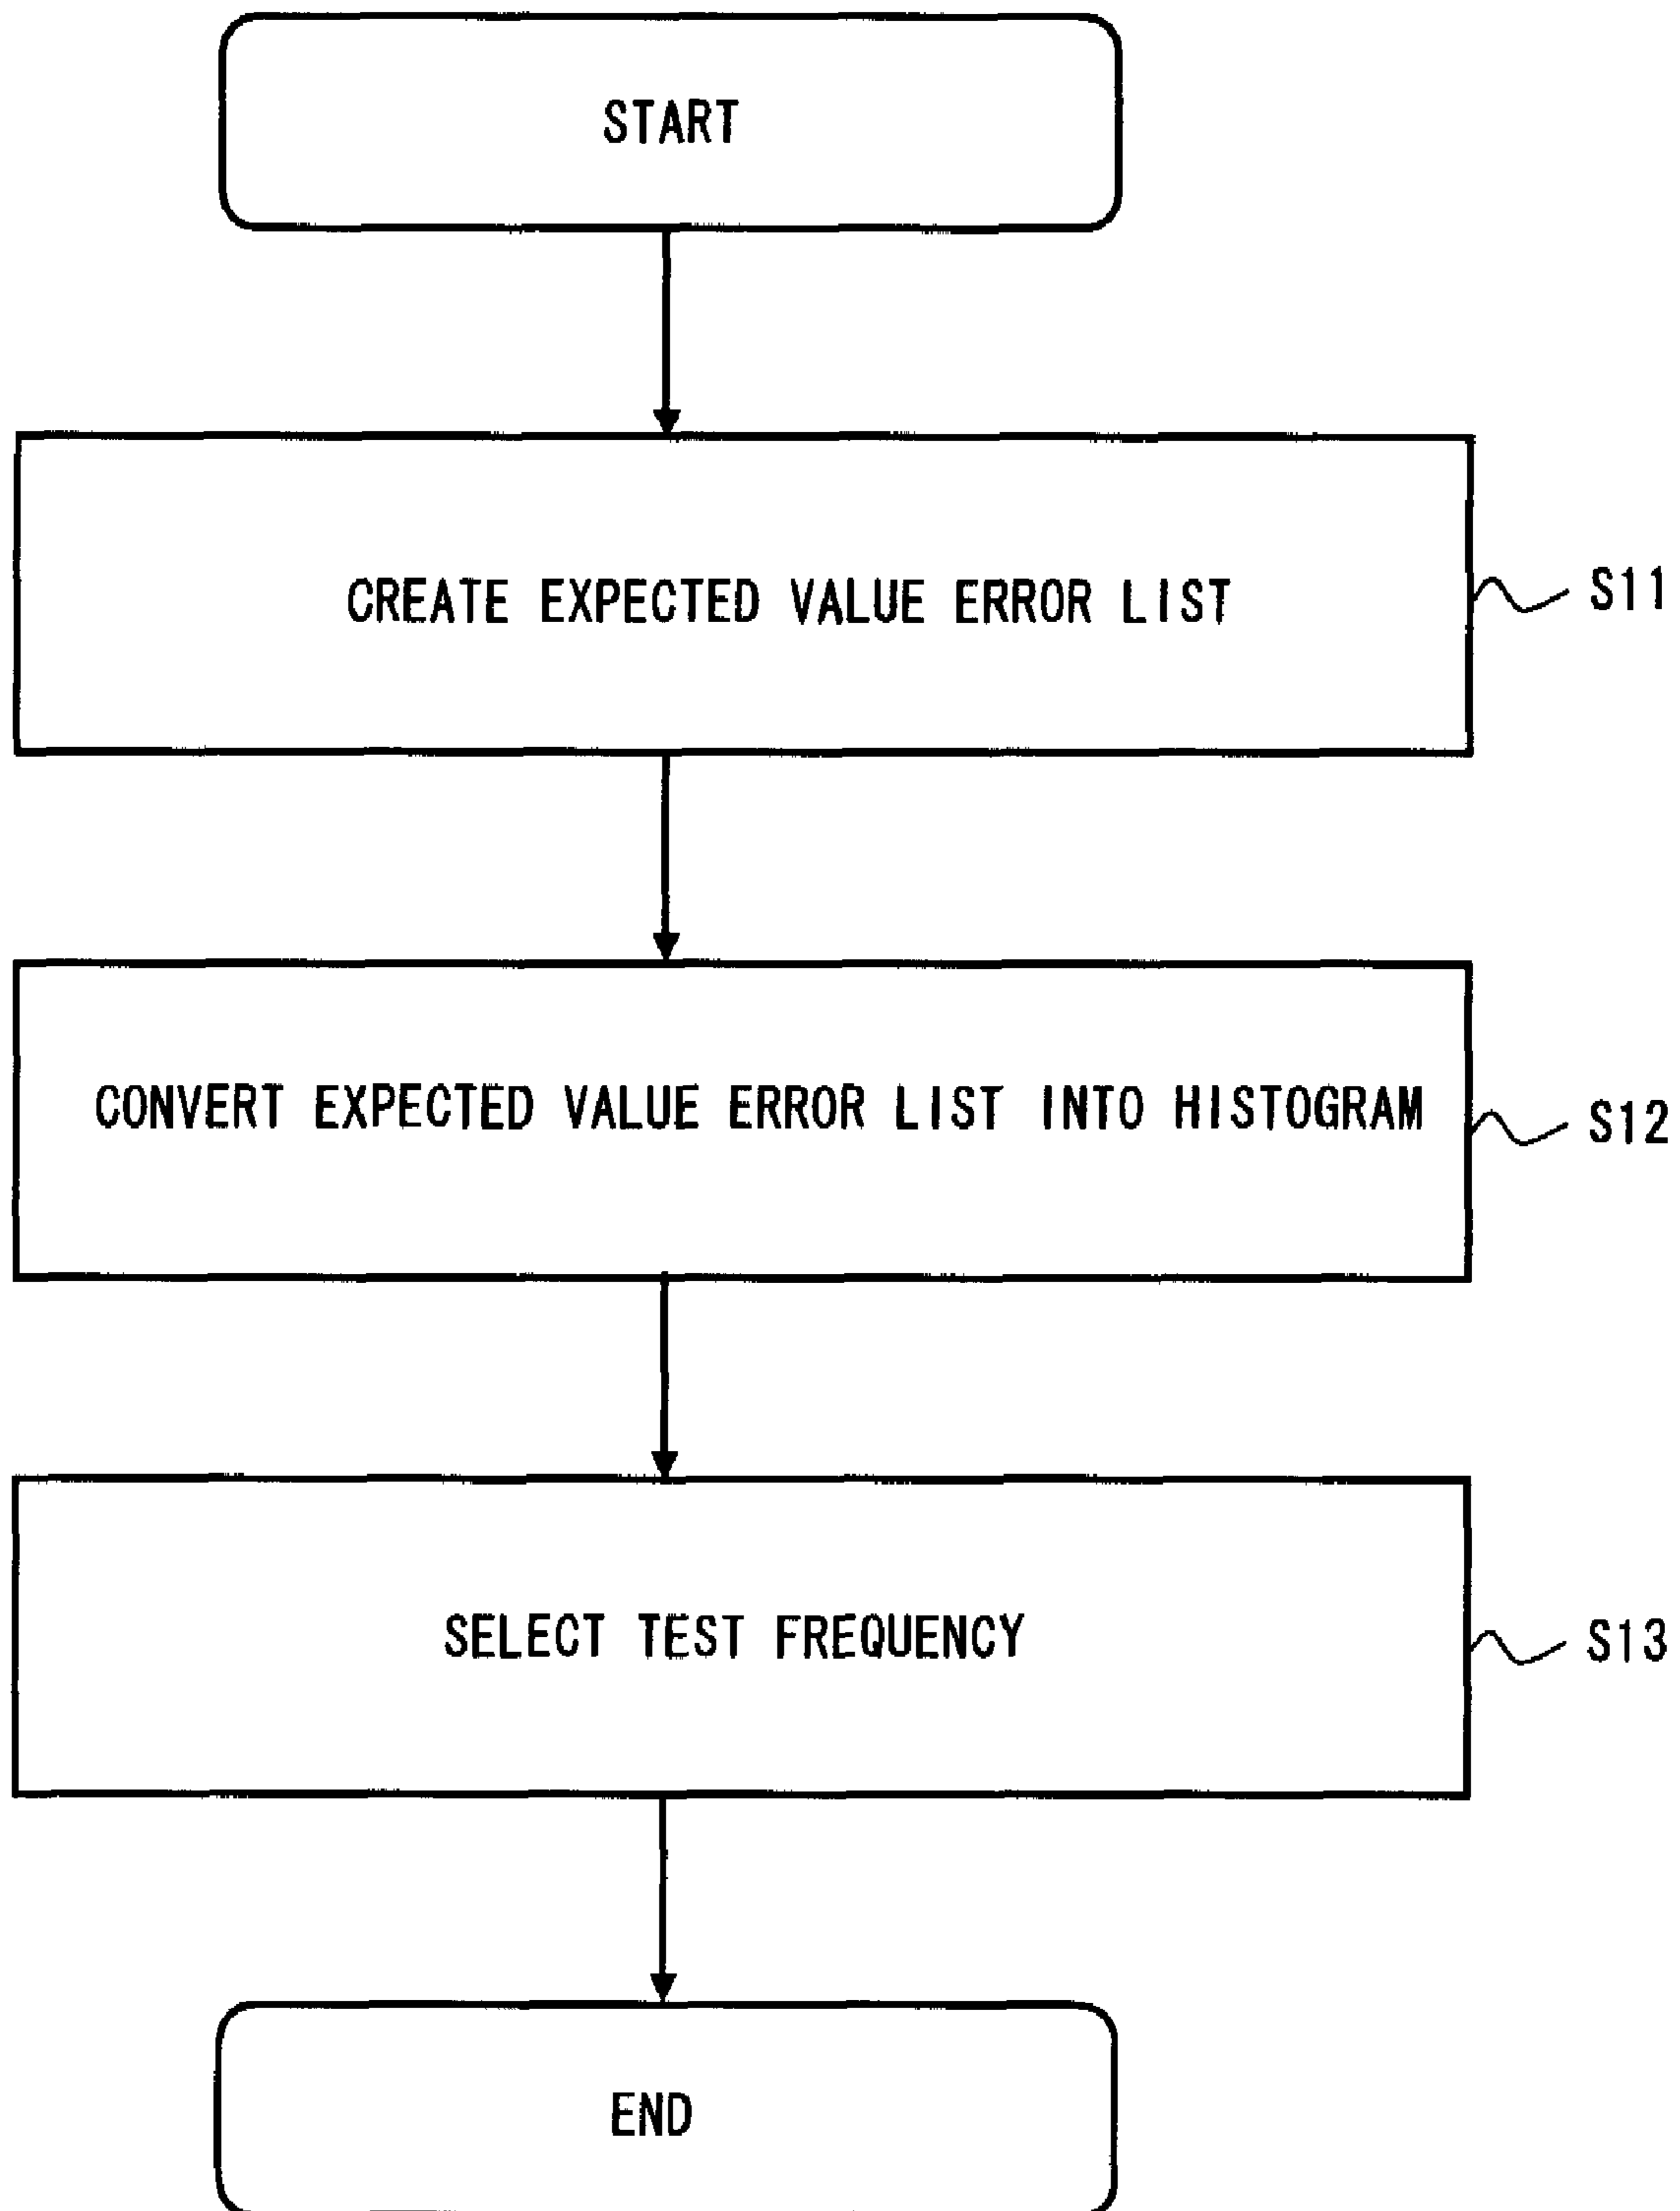 START
CREATE EXPECTED VALUE ERROR LIST
S11
CONVERT EXPECTED VALUE ERROR LIST INTO HISTOGRAM
S12
SELECT TEST FREQUENCY
S13
END